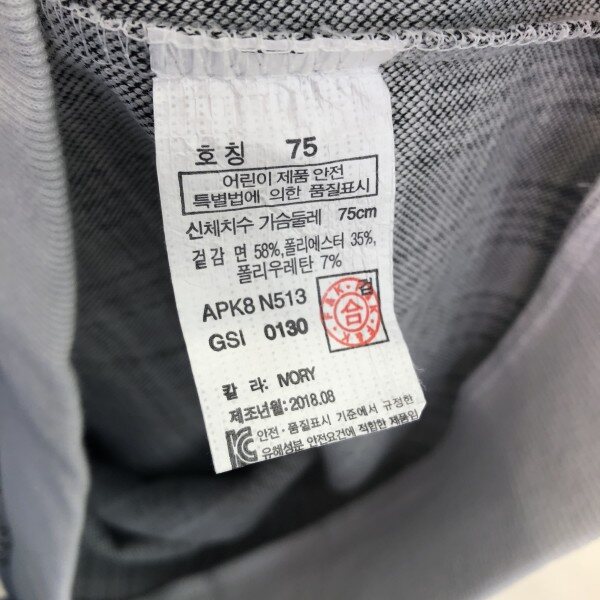 호칭 75
어린이 제품 안전
특별법에 의한 품질표시
신체치수 가슴둘레 75cm
겉감 면 58%,폴리에스터 35%,
폴리우레탄 7%
APK8 N513
GSI 0130
검
F&K F&K
合
칼 라: IVORY
제조년월: 2018.08
안전·품질표시 기준에서 규정한
유해성분 안전요건에 적합한 제품임